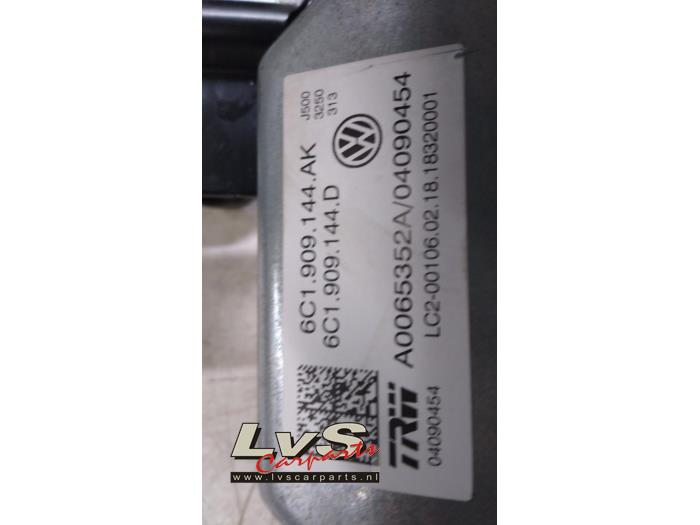 J500
3250
313
6C1.909.144.AK
6C1.909.144.D
VW
A0065352A/04090454
LC2-00106.02.18.18320001
TRW
04090454
LvS
Carparts
www.lvscarparts.nl